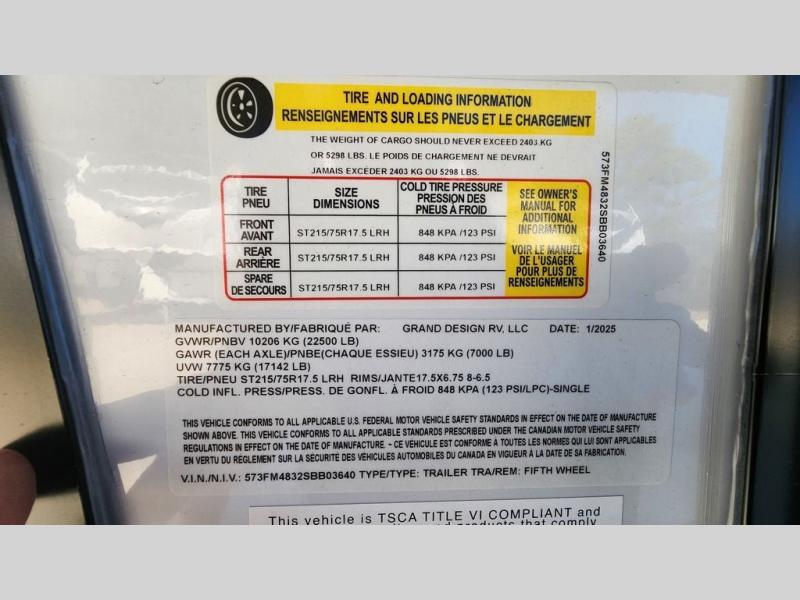 TIRE AND LOADING INFORMATION
RENSEIGNEMENTS SUR LES PNEUS ET LE CHARGEMENT
THE WEIGHT OF CARGO SHOULD NEVER EXCEED 2403 KG
OR 5298 LBS. LE POIDS DE CHARGEMENT NE DEVRAIT
JAMAIS EXCÉDER 2403 KG OU 5298 LBS.
TIRE PNEU
SIZE DIMENSIONS
COLD TIRE PRESSURE PRESSION DES PNEUS À FROID
FRONT AVANT ST215/75R17.5 LRH 848 KPA /123 PSI
REAR ARRIÈRE ST215/75R17.5 LRH 848 KPA /123 PSI
SPARE DE SECOURS ST215/75R17.5 LRH 848 KPA /123 PSI
SEE OWNER'S
MANUAL FOR
ADDITIONAL
INFORMATION
VOIR LE MANUEL
DE L'USAGER
POUR PLUS DE
RENSEIGNEMENTS
573FM4832SBB03640
MANUFACTURED BY/FABRIQUÉ PAR: GRAND DESIGN RV, LLC DATE: 1/2025
GVWR/PNBV 10206 KG (22500 LB)
GAWR (EACH AXLE)/PNBE(CHAQUE ESSIEU) 3175 KG (7000 LB)
UVW 7775 KG (17142 LB)
TIRE/PNEU ST215/75R17.5 LRH RIMS/JANTE17.5X6.75 8-6.5
COLD INFL. PRESS/PRESS. DE GONFL. À FROID 848 KPA (123 PSI/LPC)-SINGLE
THIS VEHICLE CONFORMS TO ALL APPLICABLE U.S. FEDERAL MOTOR VEHICLE SAFETY STANDARDS IN EFFECT ON THE DATE OF MANUFACTURE
SHOWN ABOVE. THIS VEHICLE CONFORMS TO ALL APPLICABLE STANDARDS PRESCRIBED UNDER THE CANADIAN MOTOR VEHICLE SAFETY
REGULATIONS IN EFFECT ON THE DATE OF MANUFACTURE. - CE VÉHICULE EST CONFORME À TOUTES LES NORMES QUI LUI SONT APPLICABLES
EN VERTU DU RÈGLEMENT SUR LA SÉCURITÉ DES VÉHICULES AUTOMOBILES DU CANADA EN VIGUEUR À LA DATE DE SA FABRICATION.
V.I.N./N.I.V.: 573FM4832SBB03640 TYPE/TYPE: TRAILER TRA/REM: FIFTH WHEEL
This vehicle is TSCA TITLE VI COMPLIANT and
products that comply